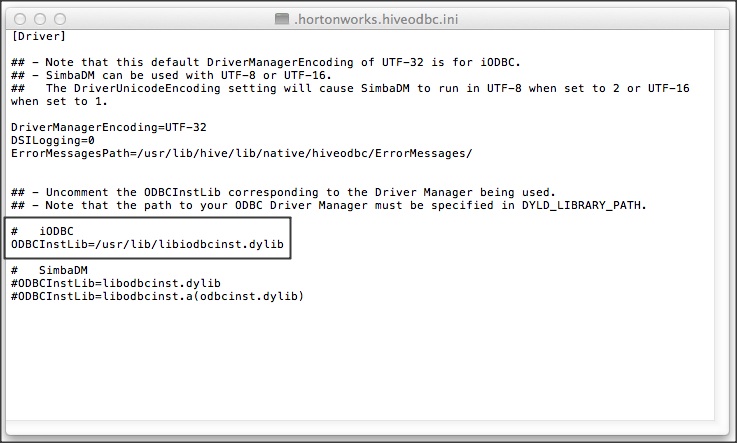 .hortonworks.hiveodbc.ini
[Driver]
## - Note that this default DriverManagerEncoding of UTF-32 is for iODBC.
## - SimbaDM can be used with UTF-8 or UTF-16.
##   The DriverUnicodeEncoding setting will cause SimbaDM to run in UTF-8 when set to 2 or UTF-16
when set to 1.
DriverManagerEncoding=UTF-32
DSILogging=0
ErrorMessagesPath=/usr/lib/hive/lib/native/hiveodbc/ErrorMessages/
## - Uncomment the ODBCInstLib corresponding to the Driver Manager being used.
## - Note that the path to your ODBC Driver Manager must be specified in DYLD_LIBRARY_PATH.
#   iODBC
ODBCInstLib=/usr/lib/libiodbcinst.dylib
#   SimbaDM
#ODBCInstLib=libodbcinst.dylib
#ODBCInstLib=libodbcinst.a(odbcinst.dylib)